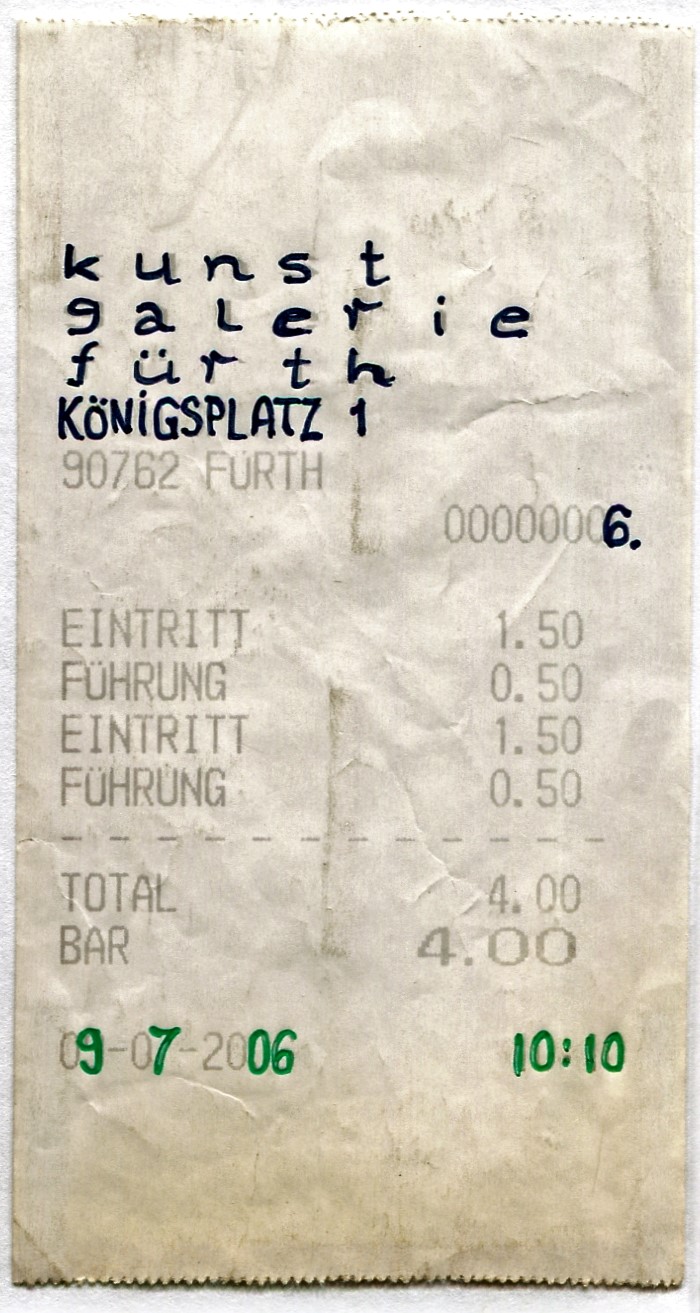 kunst
galerie
fürth
KÖNIGSPLATZ 1
90762 FÜRTH
00000006.
EINTRITT 1.50
FÜHRUNG 0.50
EINTRITT 1.50
FÜHRUNG 0.50
TOTAL 4.00
BAR 4.00
09-07-2006 10:10